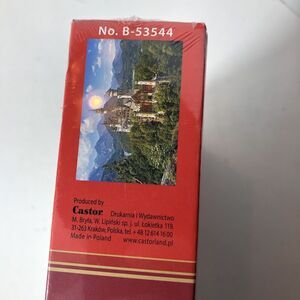 No. B-53544
Produced by
Castor Drukarnia i Wydawnictwo
M. Bryła, W. Lipiński sp. j. ul. Łokietka 119,
31-263 Kraków, Polska, tel. +48 12 614 16 00
Made in Poland www.castorland.pl